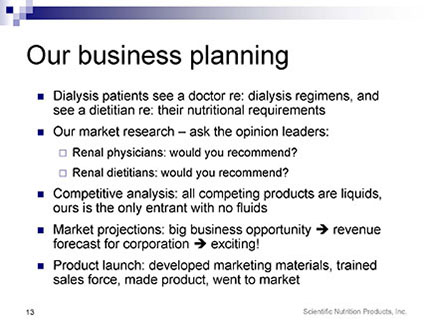 Our business planning
Dialysis patients see a doctor re: dialysis regimens, and
see a dietitian re: their nutritional requirements
Our market research – ask the opinion leaders:
Renal physicians: would you recommend?
Renal dietitians: would you recommend?
Competitive analysis: all competing products are liquids,
ours is the only entrant with no fluids
Market projections: big business opportunity ➔ revenue
forecast for corporation ➔ exciting!
Product launch: developed marketing materials, trained
sales force, made product, went to market
13
Scientific Nutrition Products, Inc.